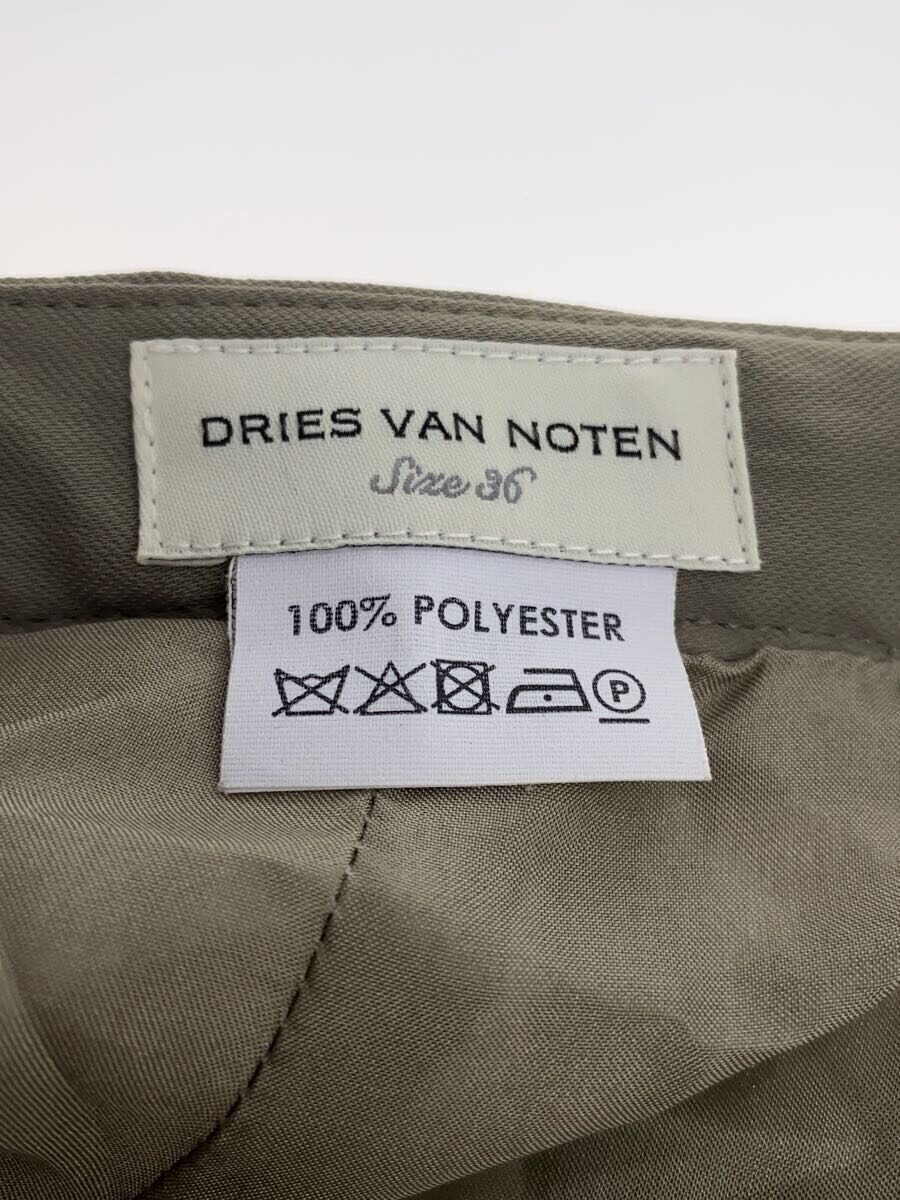 DRIES VAN NOTEN
Size 36
100% POLYESTER
P